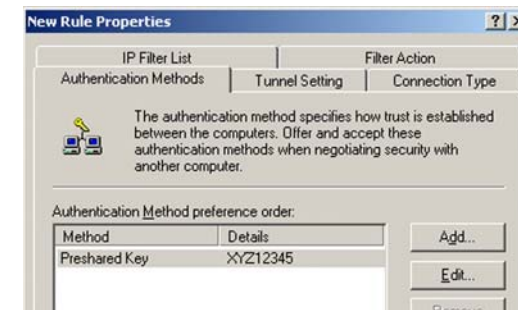 New Rule Properties
IP Filter List Filter Action
Authentication Methods Tunnel Setting Connection Type
The authentication method specifies how trust is established
between the computers. Offer and accept these
authentication methods when negotiating security with
another computer.
Authentication Method preference order:
Method Details
Preshared Key XYZ12345
Add...
Edit...
Remove